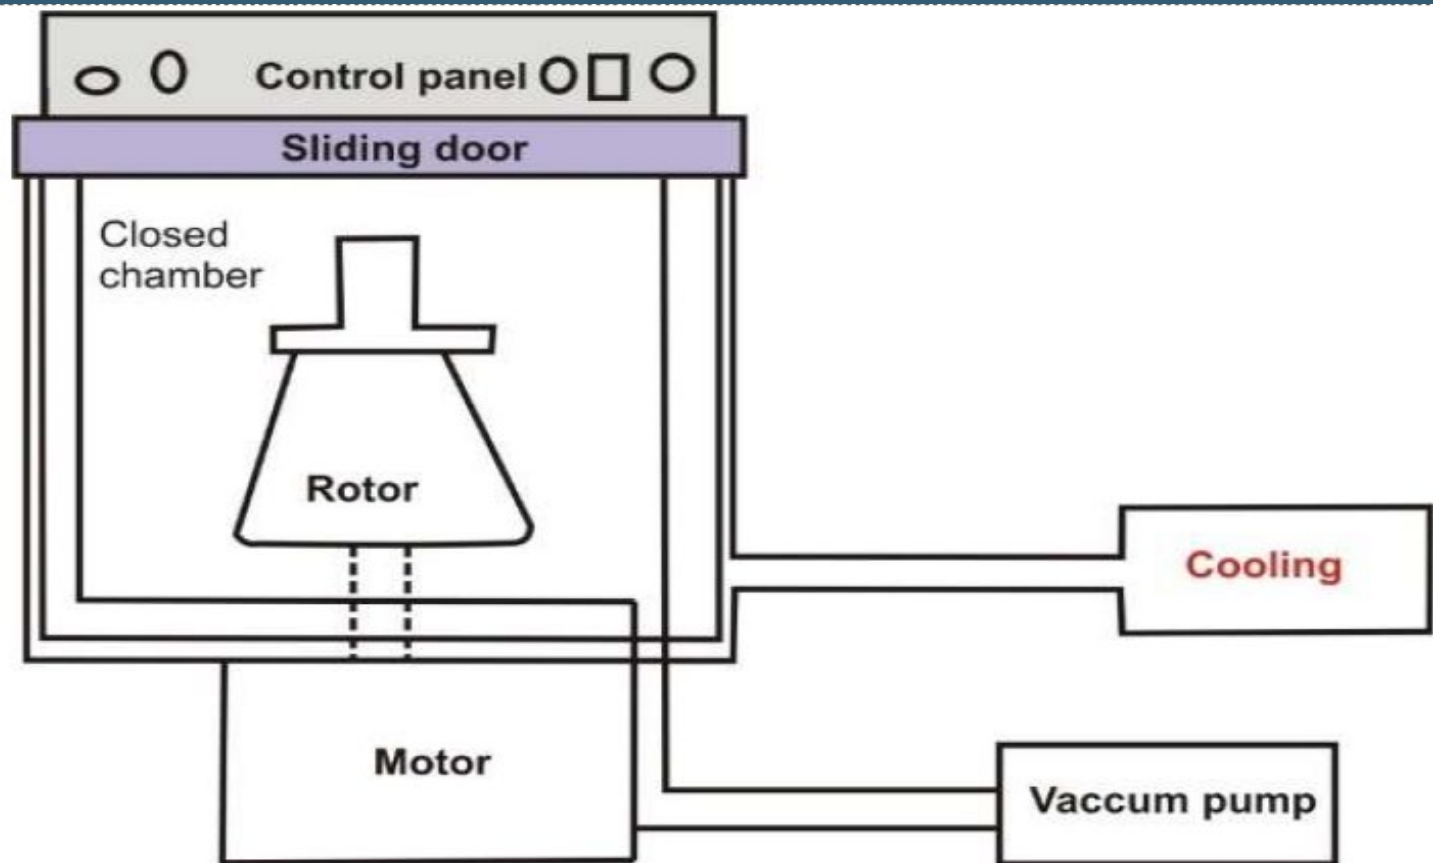 Control panel
Sliding door
Closed
chamber
Rotor
Cooling
Motor
Vaccum pump